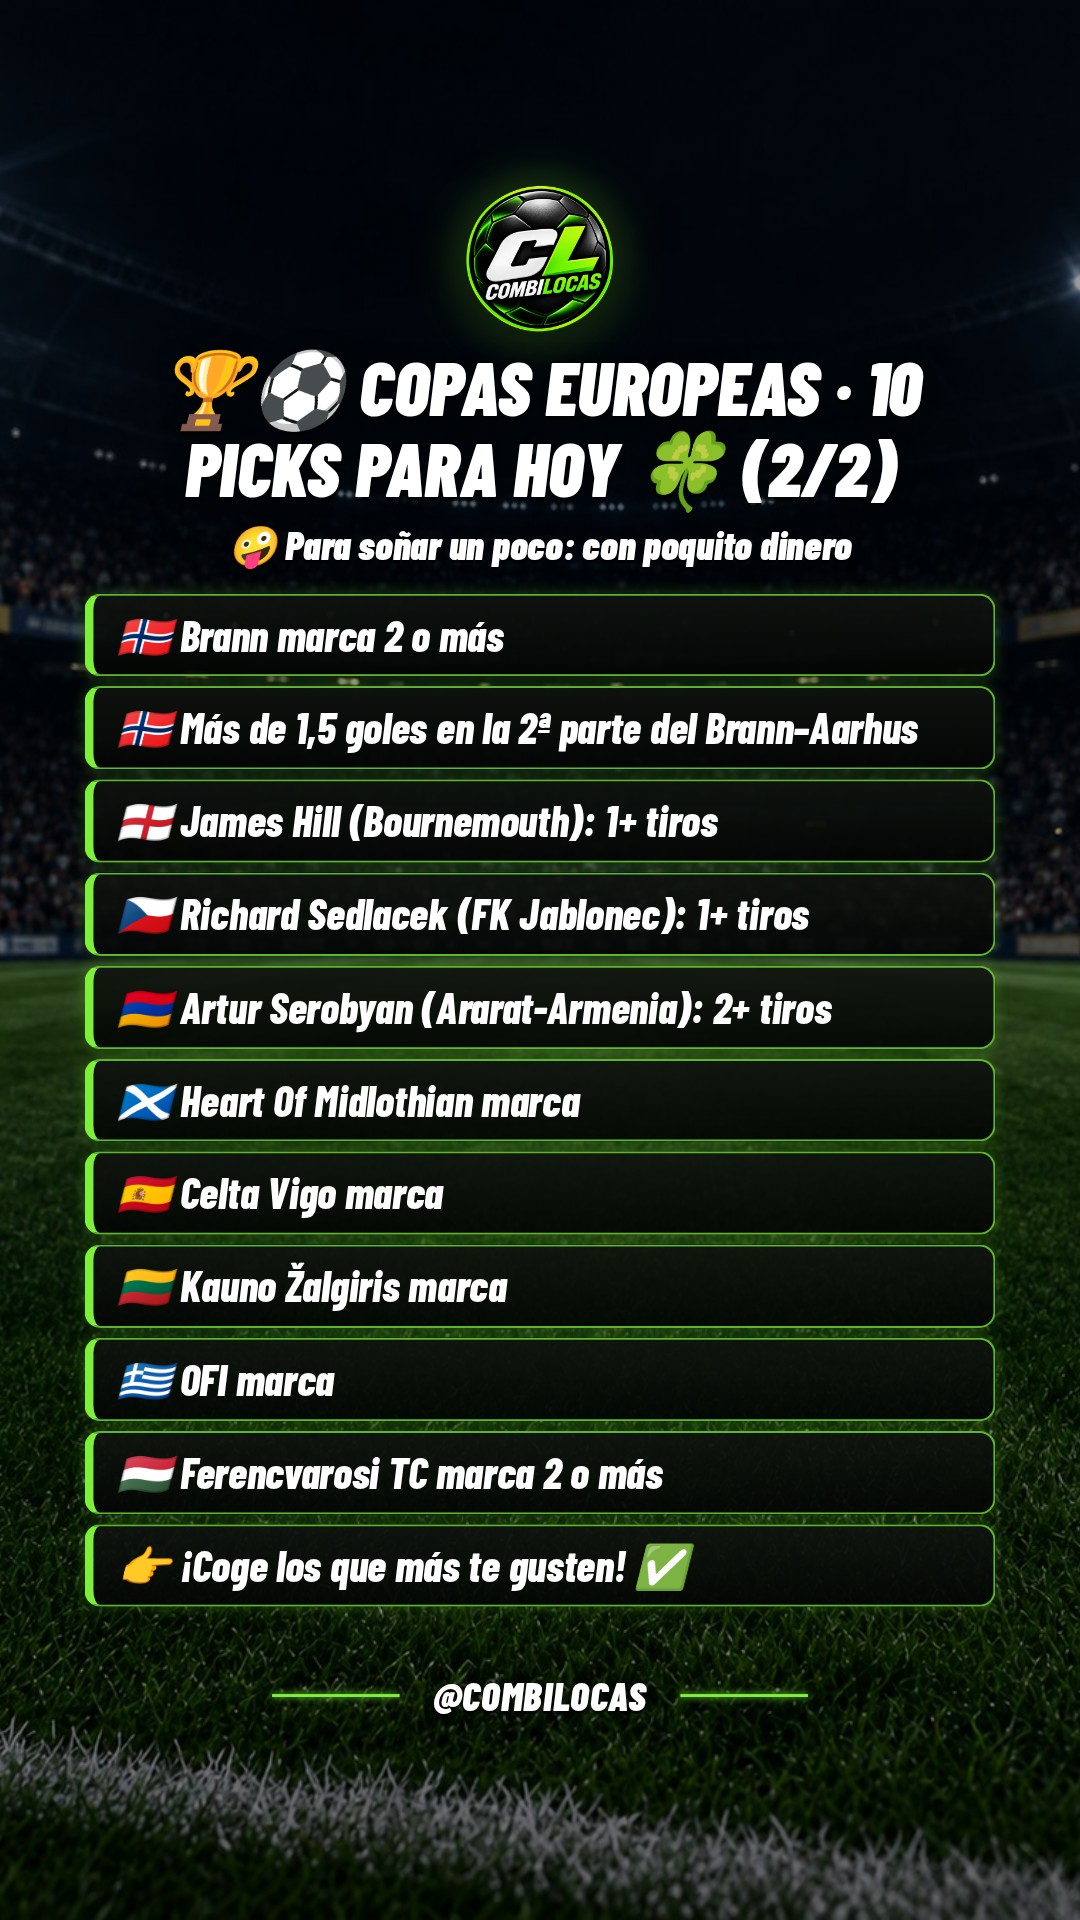 CL
COMBILOCAS
🏆⚽ COPAS EUROPEAS · 10
PICKS PARA HOY 🍀 (2/2)
🤪 Para soñar un poco: con poquito dinero
🇳🇴 Brann marca 2 o más
🇳🇴 Más de 1,5 goles en la 2ª parte del Brann-Aarhus
🏴󠁧󠁢󠁥󠁮󠁧󠁿 James Hill (Bournemouth): 1+ tiros
🇨🇿 Richard Sedlacek (FK Jablonec): 1+ tiros
🇦🇲 Artur Serobyan (Ararat-Armenia): 2+ tiros
🏴󠁧󠁢󠁳󠁣󠁴󠁿 Heart Of Midlothian marca
🇪🇸 Celta Vigo marca
🇱🇹 Kauno Žalgiris marca
🇬🇷 OFI marca
🇭🇺 Ferencvarosi TC marca 2 o más
👉 ¡Coge los que más te gusten! ✅
@COMBILOCAS